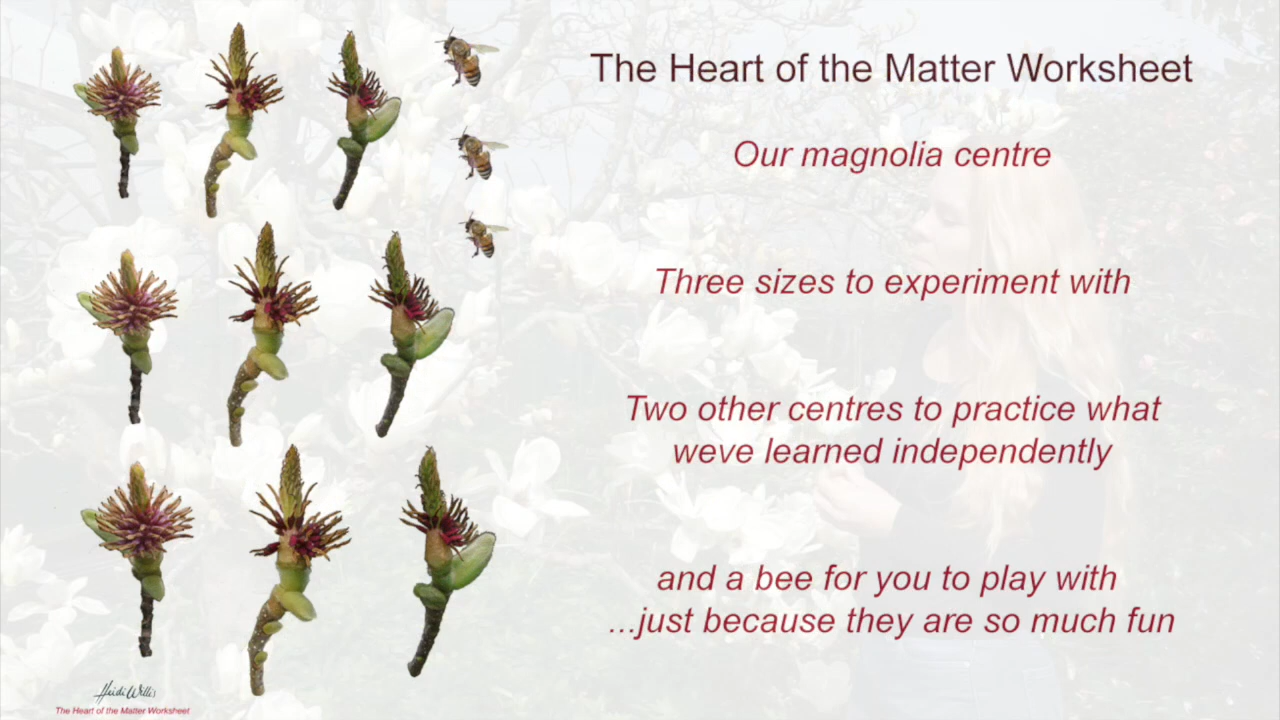 The Heart of the Matter Worksheet
Our magnolia centre
Three sizes to experiment with
Two other centres to practice what
weve learned independently
and a bee for you to play with
...just because they are so much fun
Heidi Willis
The Heart of the Matter Worksheet